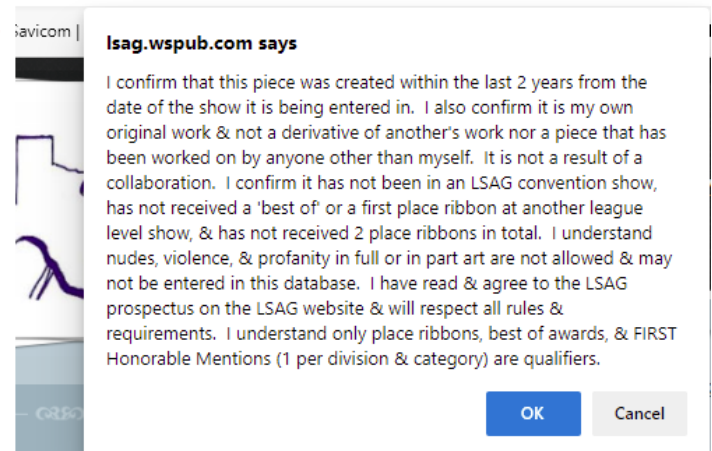 Savicom |
lsag.wspub.com says
I confirm that this piece was created within the last 2 years from the
date of the show it is being entered in.  I also confirm it is my own
original work & not a derivative of another's work nor a piece that has
been worked on by anyone other than myself.  It is not a result of a
collaboration.  I confirm it has not been in an LSAG convention show,
has not received a 'best of' or a first place ribbon at another league
level show, & has not received 2 place ribbons in total.  I understand
nudes, violence, & profanity in full or in part art are not allowed & may
not be entered in this database.  I have read & agree to the LSAG
prospectus on the LSAG website & will respect all rules &
requirements.  I understand only place ribbons, best of awards, & FIRST
Honorable Mentions (1 per division & category) are qualifiers.
OK Cancel